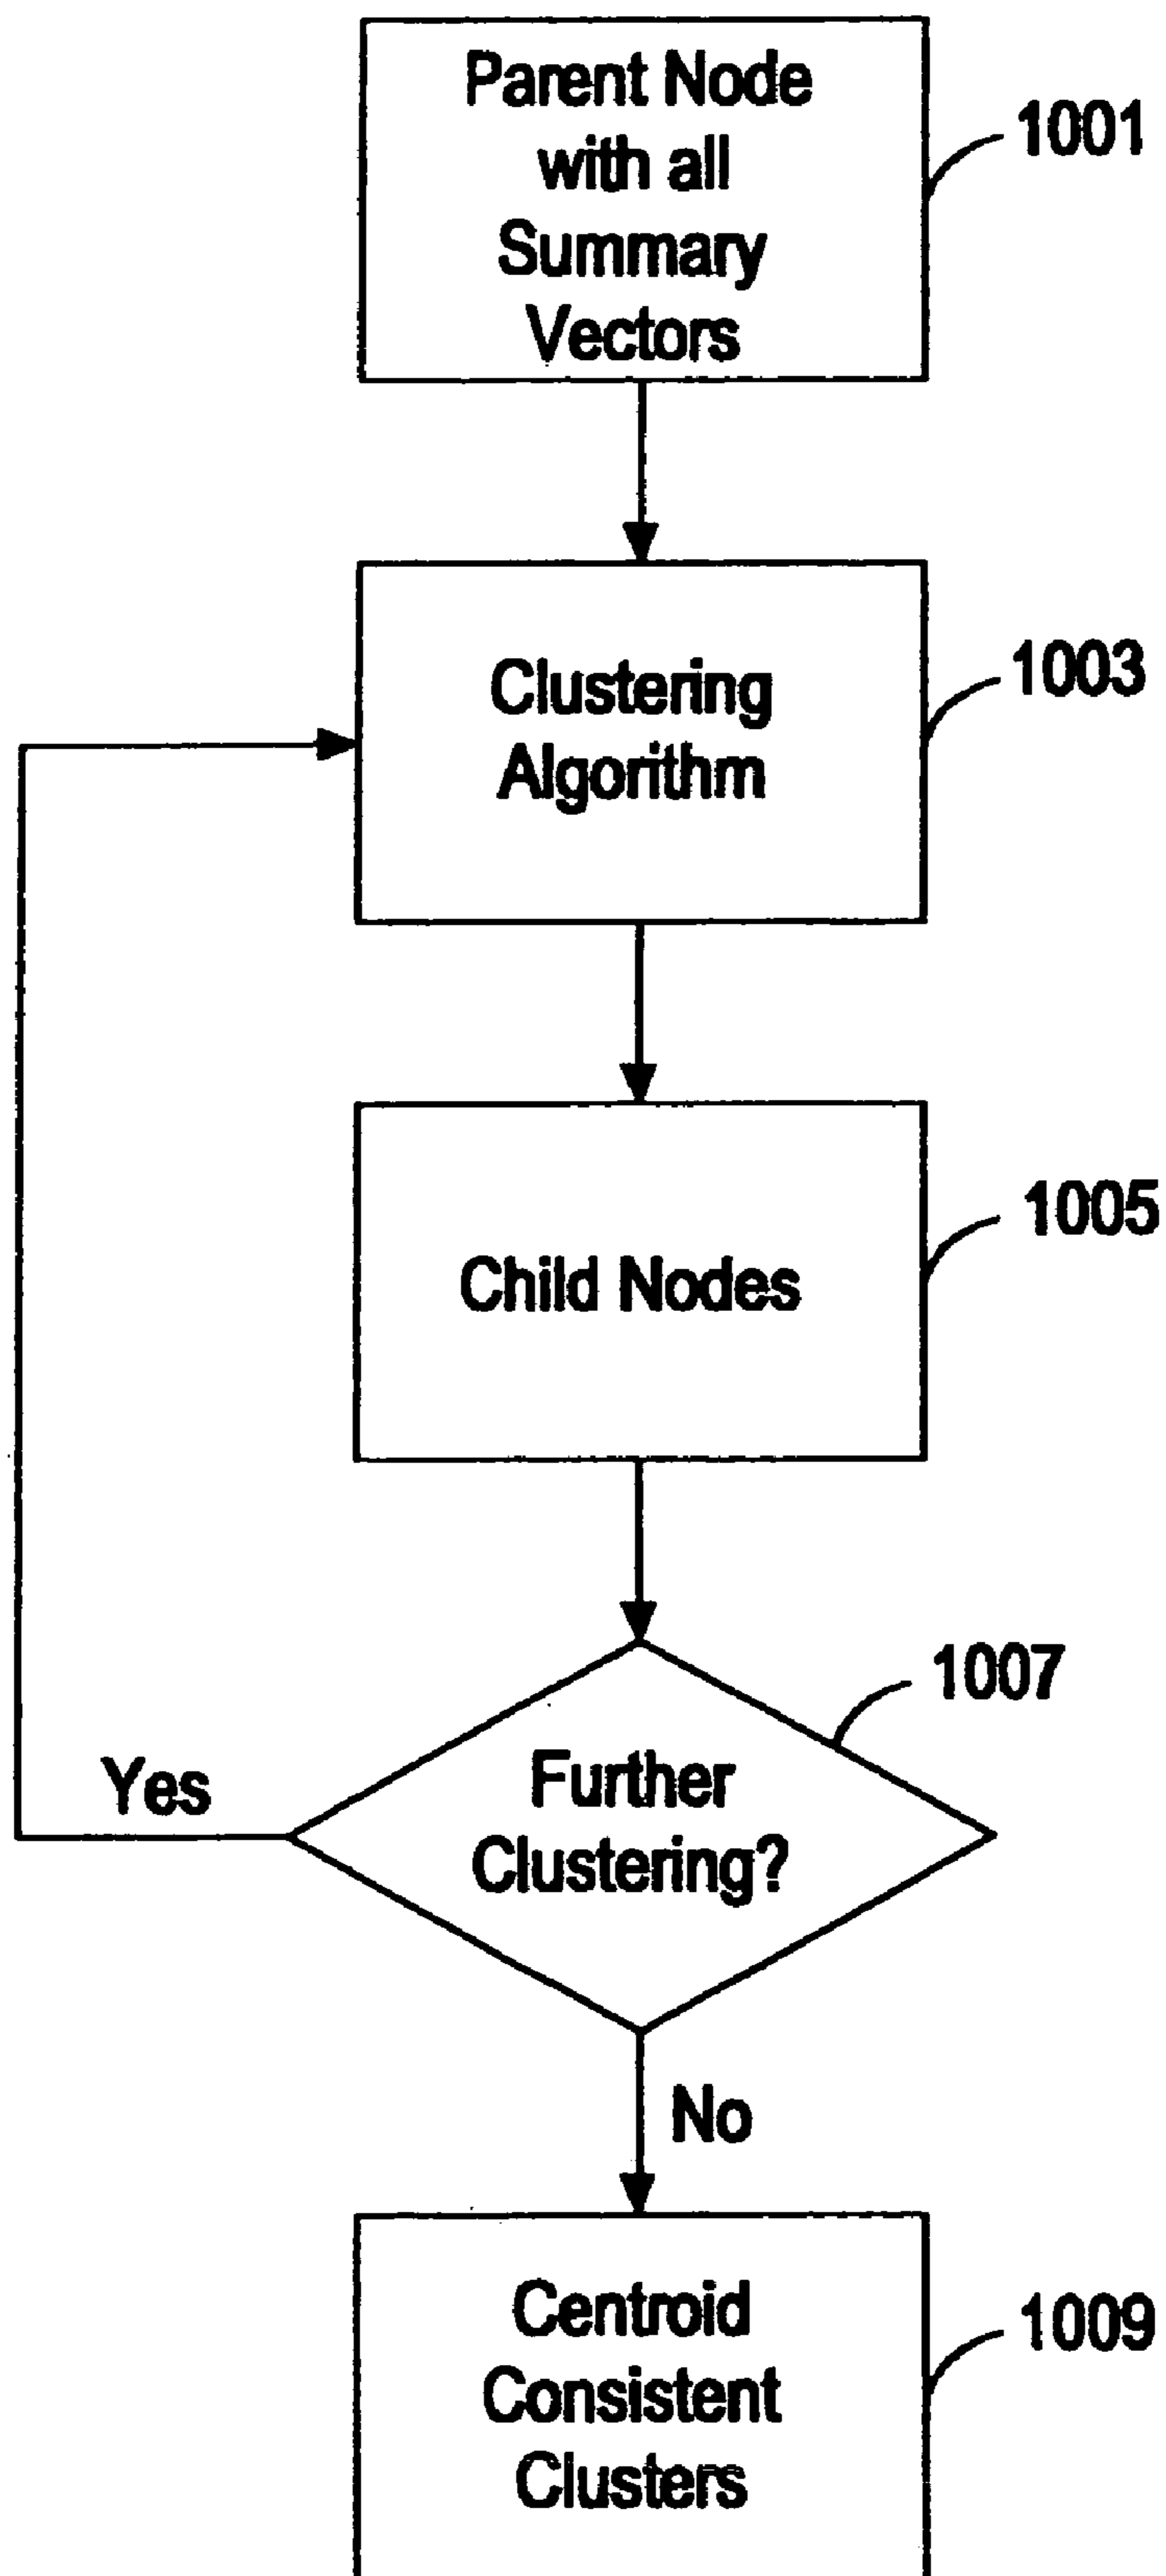 Parent Node
with all
Summary
Vectors
1001
Clustering
Algorithm
1003
Child Nodes
1005
Further
Clustering?
1007
Yes
No
Centroid
Consistent
Clusters
1009